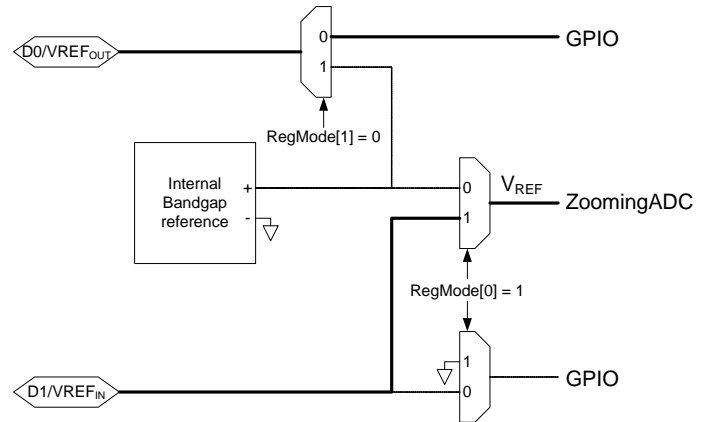 D0/VREFOUT
0
1
GPIO
RegMode[1] = 0
Internal
Bandgap
reference
+
-
0
1
VREF
ZoomingADC
RegMode[0] = 1
D1/VREFIN
1
0
GPIO